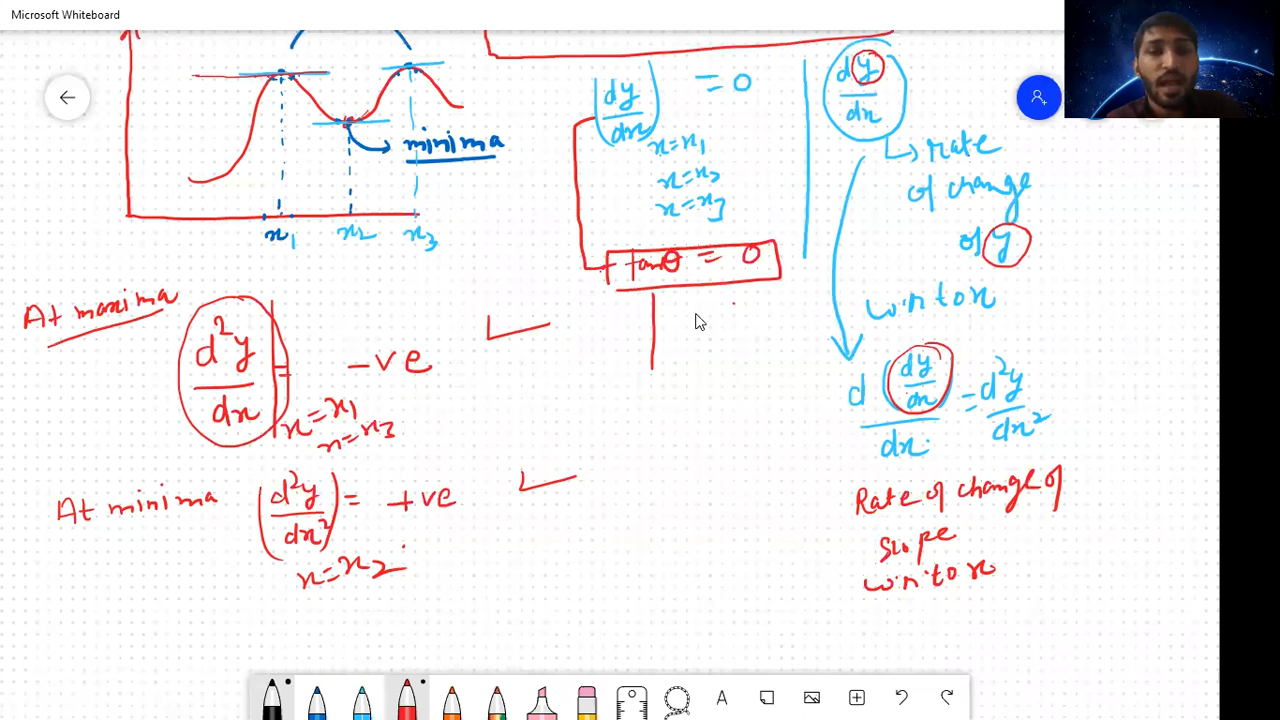 Microsoft Whiteboard
minima
x1 x2 x3
(dy/dx) = 0
x=x1
x=x2
x=x3
tanθ = 0
dy/dx
rate
of change
of y
w.r.to x
d(dy/dx)/dx = d²y/dx²
Rate of change of
slope
w.r.to x
At maxima
d²y/dx = -ve
x=x1
x=x3
At minima (d²y/dx²) = +ve
x=x2
A